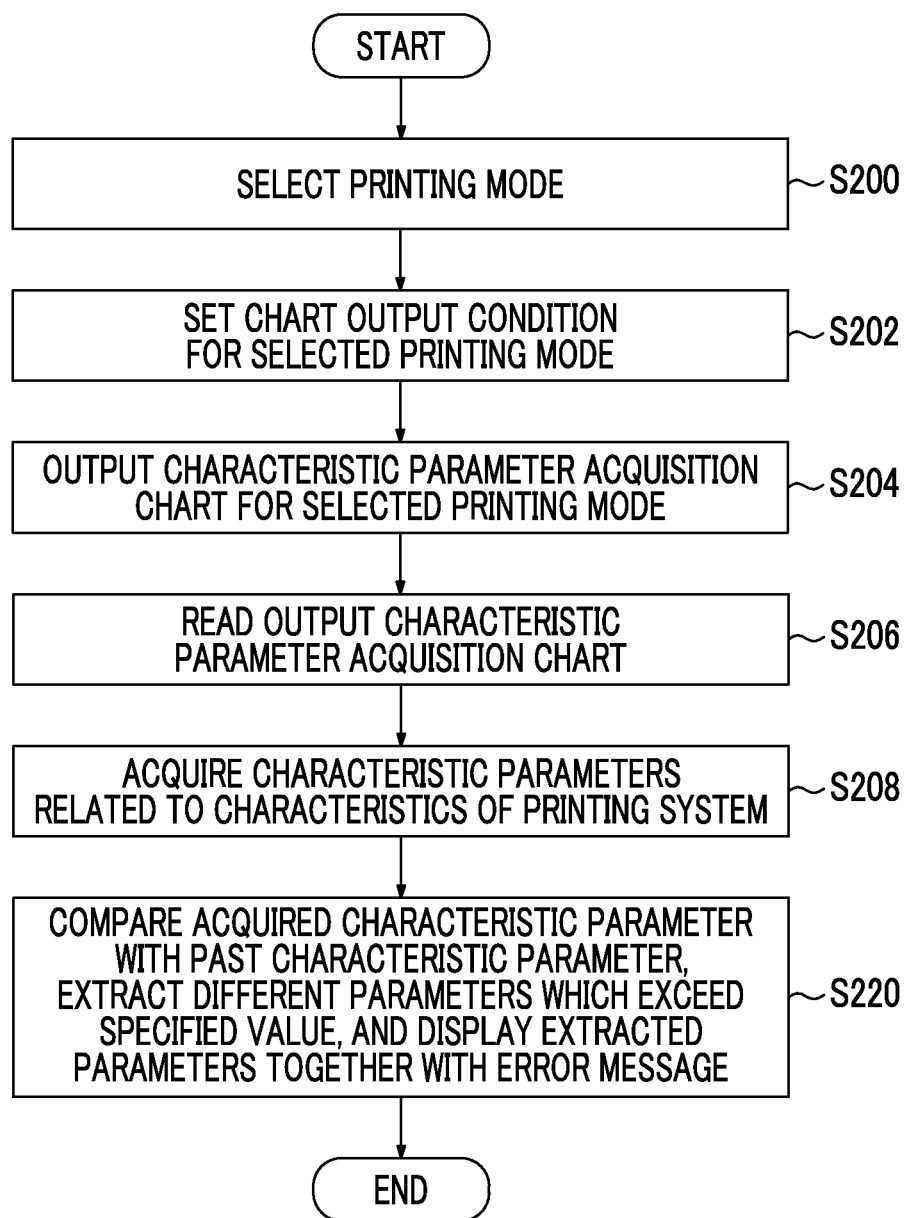 START
SELECT PRINTING MODE
S200
SET CHART OUTPUT CONDITION
FOR SELECTED PRINTING MODE
S202
OUTPUT CHARACTERISTIC PARAMETER ACQUISITION
CHART FOR SELECTED PRINTING MODE
S204
READ OUTPUT CHARACTERISTIC
PARAMETER ACQUISITION CHART
S206
ACQUIRE CHARACTERISTIC PARAMETERS
RELATED TO CHARACTERISTICS OF PRINTING SYSTEM
S208
COMPARE ACQUIRED CHARACTERISTIC PARAMETER
WITH PAST CHARACTERISTIC PARAMETER,
EXTRACT DIFFERENT PARAMETERS WHICH EXCEED
SPECIFIED VALUE, AND DISPLAY EXTRACTED
PARAMETERS TOGETHER WITH ERROR MESSAGE
S220
END